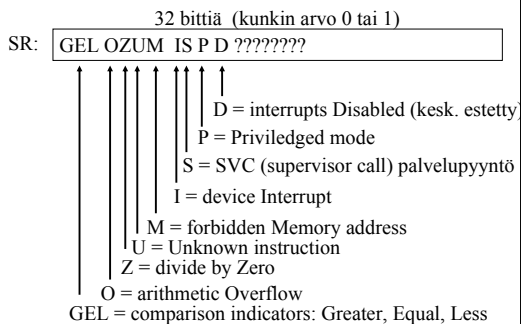 32 bittiä (kunkin arvo 0 tai 1)
SR: GEL OZUM IS P D ????????
D = interrupts Disabled (kesk. estetty)
P = Priviledged mode
S = SVC (supervisor call) palvelupyyntö
I = device Interrupt
M = forbidden Memory address
U = Unknown instruction
Z = divide by Zero
O = arithmetic Overflow
GEL = comparison indicators: Greater, Equal, Less